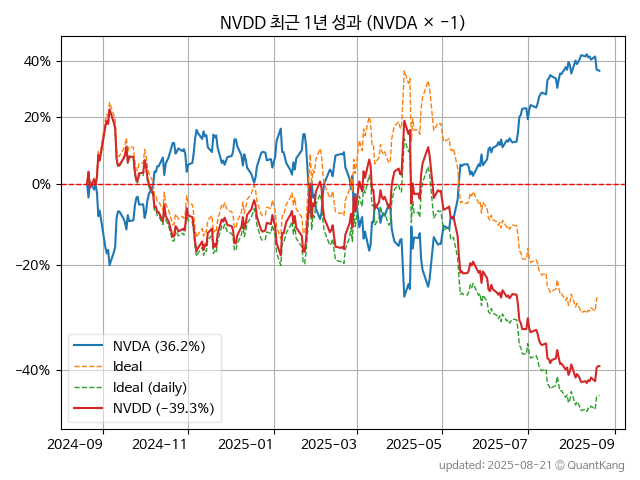 NVDD 최근 1년 성과 (NVDA × −1)
40%
20%
0%
−20%
−40%
NVDA (36.2%)
Ideal
Ideal (daily)
NVDD (−39.3%)
2024-09 2024-11 2025-01 2025-03 2025-05 2025-07 2025-09
updated: 2025-08-21 © QuantKang